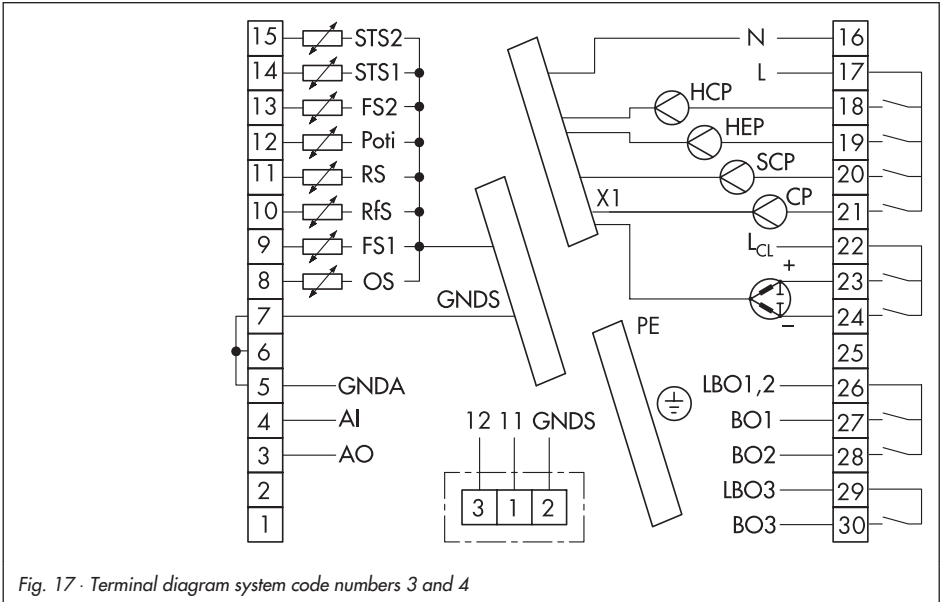 15 STS2 N 16
14 STS1 L 17
13 FS2 HCP 18
12 Poti HEP 19
11 RS SCP 20
10 RfS X1 CP 21
9 FS1 LCL 22
8 OS + 23
7 GNDS − 24
6 PE 25
5 GNDA LBO1,2 26
4 AI 12 11 GNDS BO1 27
3 AO BO2 28
2 3 1 2 LBO3 29
1 BO3 30
Fig. 17 · Terminal diagram system code numbers 3 and 4